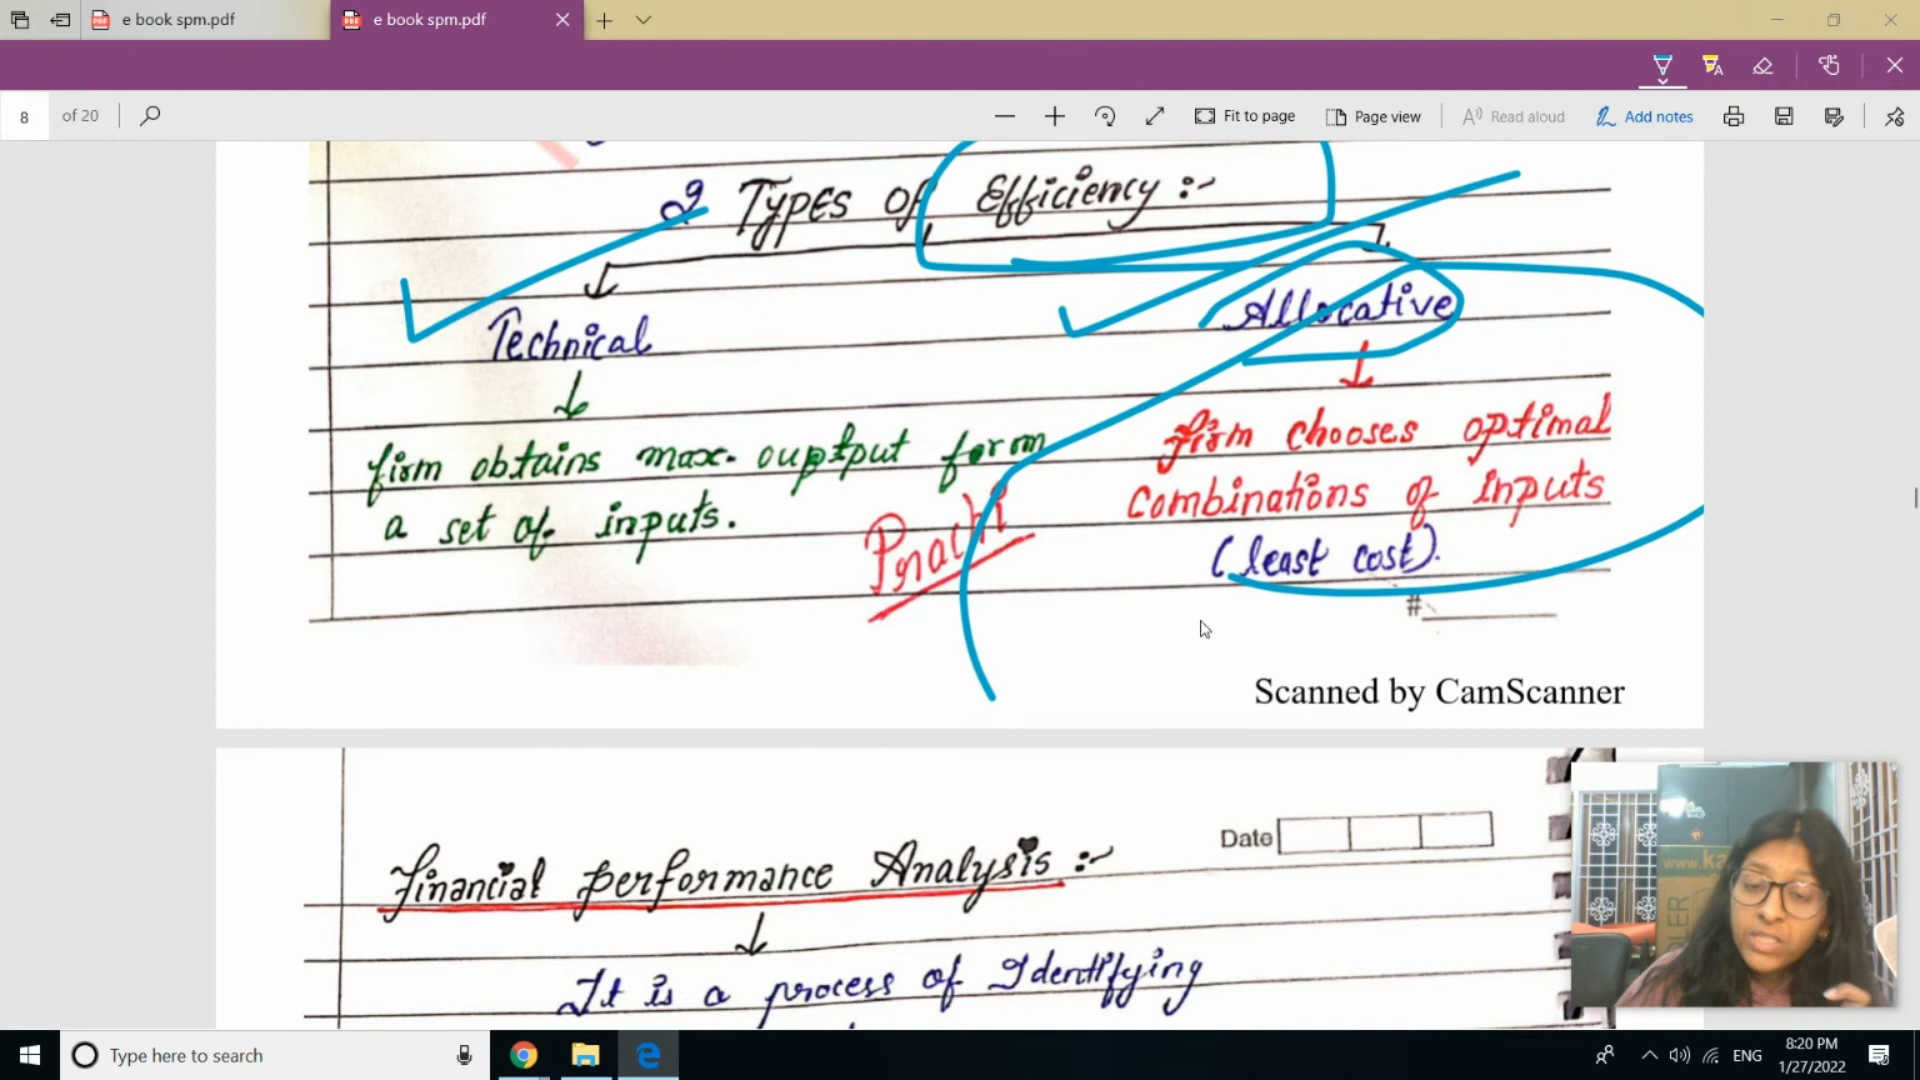 e book spm.pdf
e book spm.pdf
8 of 20
Fit to page
Page view
Read aloud
Add notes
2 Types of Efficiency :-
Technical
Allocative
firm obtains max. ouptput form
a set of inputs.
firm chooses optimal
Combinations of inputs
(least cost).
Prachi
#
Scanned by CamScanner
Date
Financial performance Analysis :-
It is a process of Identifying
www.ka
Type here to search
ENG
8:20 PM
1/27/2022